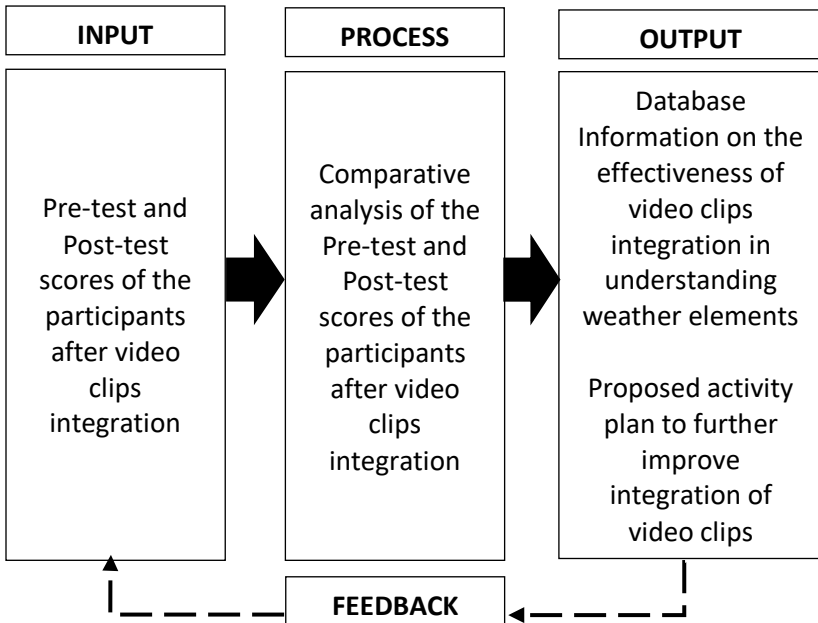 INPUT
Pre-test and
Post-test
scores of the
participants
after video
clips
integration
PROCESS
Comparative
analysis of the
Pre-test and
Post-test
scores of the
participants
after video
clips
integration
OUTPUT
Database
Information on the
effectiveness of
video clips
integration in
understanding
weather elements
Proposed activity
plan to further
improve
integration of
video clips
FEEDBACK